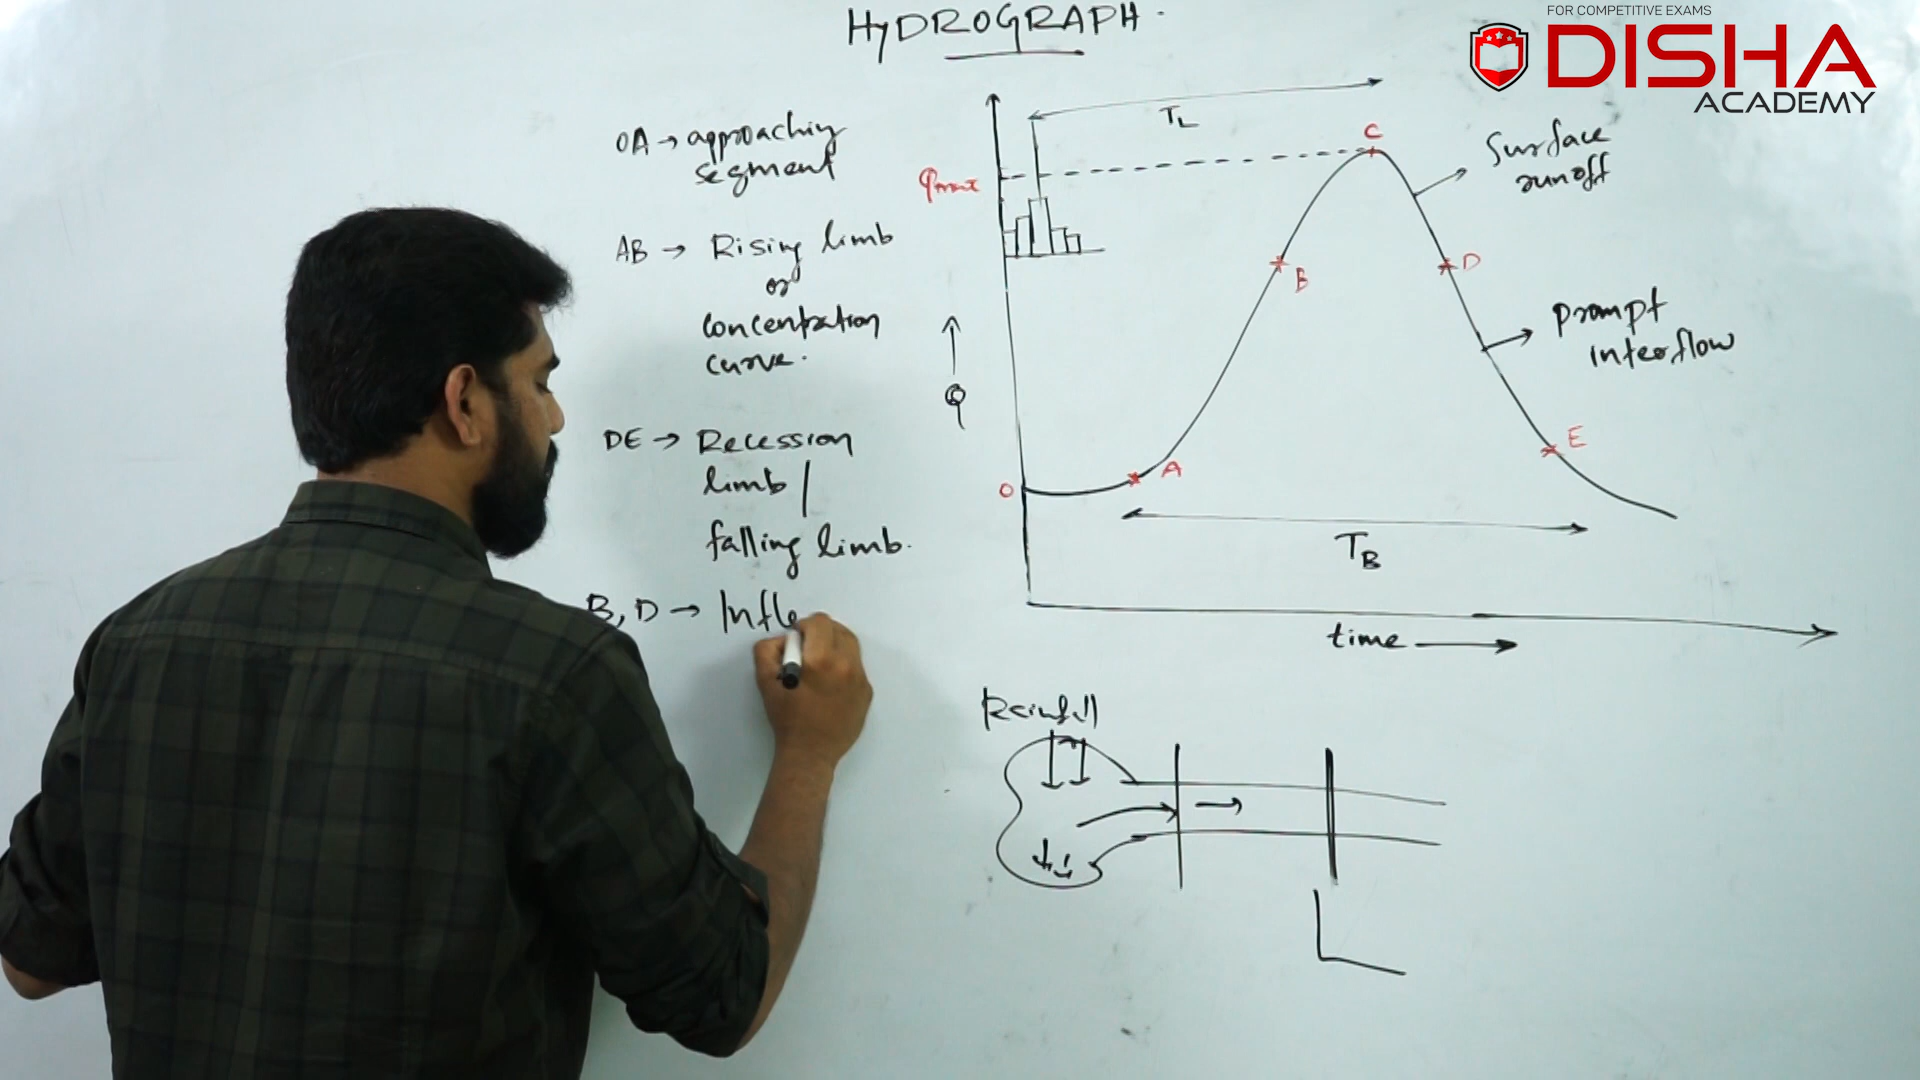 HyDROGRAPH.
FOR COMPETITIVE EXAMS
DISHA
ACADEMY
OA → approaching
segment
AB → Rising limb
or
concentration
curve.
DE → Recession
limb /
falling limb.
B, D → Infle
TL
C
qmax
Surface
runoff
B
D
Prompt
interflow
Q
E
A
O
TB
time
Rainfall